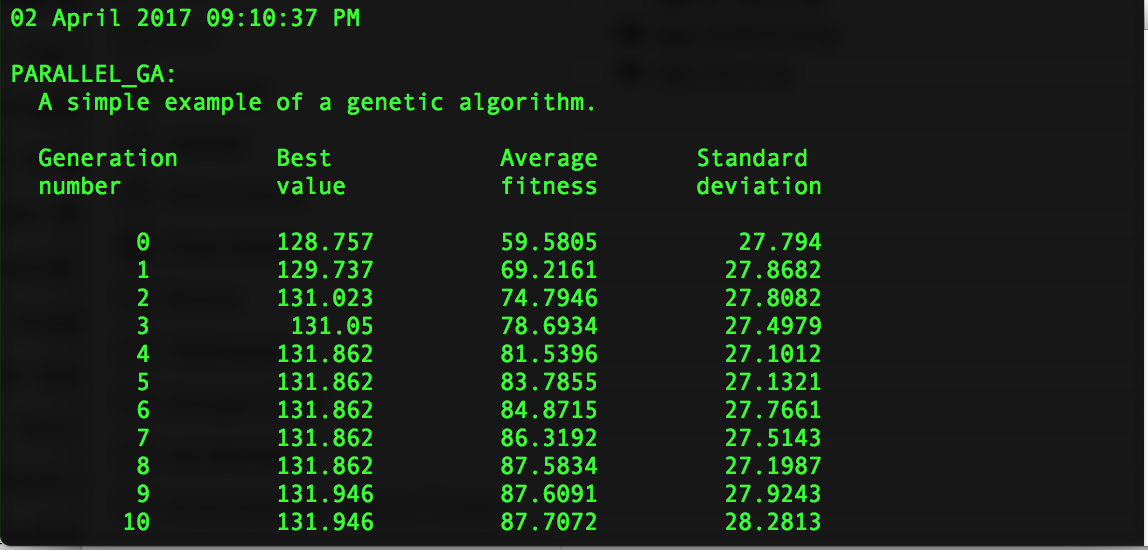 02 April 2017 09:10:37 PM
PARALLEL_GA:
A simple example of a genetic algorithm.
Generation Best Average Standard
number value fitness deviation
0 128.757 59.5805 27.794
1 129.737 69.2161 27.8682
2 131.023 74.7946 27.8082
3 131.05 78.6934 27.4979
4 131.862 81.5396 27.1012
5 131.862 83.7855 27.1321
6 131.862 84.8715 27.7661
7 131.862 86.3192 27.5143
8 131.862 87.5834 27.1987
9 131.946 87.6091 27.9243
10 131.946 87.7072 28.2813